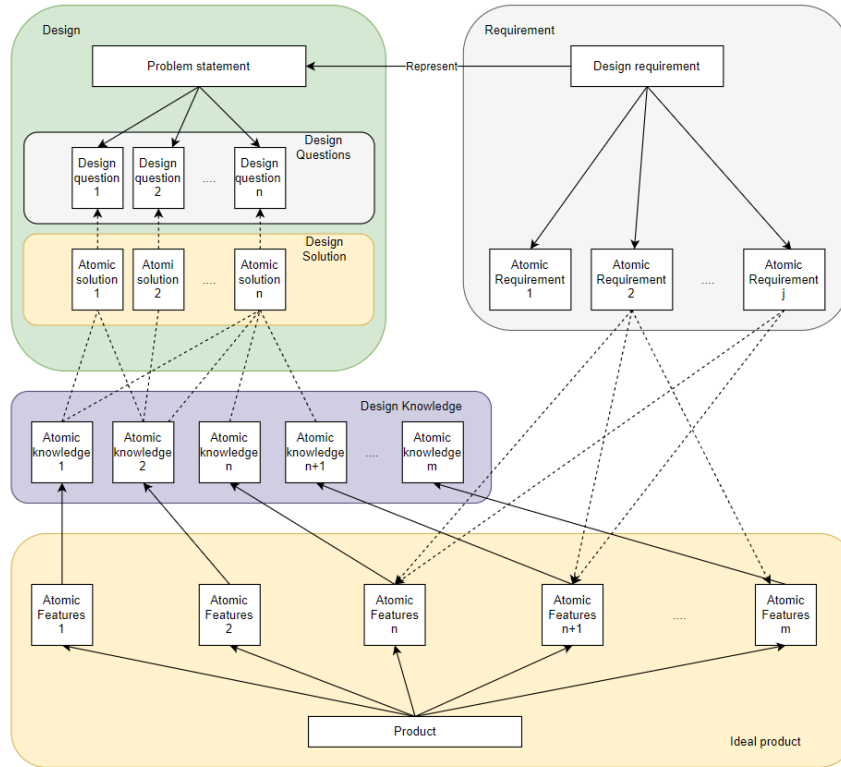 Design
Requirement
Problem statement
Represent
Design requirement
Design
Questions
Design
question
1
Design
question
2
....
Design
question
n
Design
Solution
Atomic
solution
1
Atomi
solution
2
....
Atomic
solution
n
Atomic
Requirement
1
Atomic
Requirement
2
....
Atomic
Requirement
j
Design Knowledge
Atomic
knowledge
1
Atomic
knowledge
2
Atomic
knowledge
n
Atomic
knowledge
n+1
....
Atomic
knowledge
m
Atomic
Features
1
Atomic
Features
2
Atomic
Features
n
Atomic
Features
n+1
....
Atomic
Features
m
Product
Ideal product